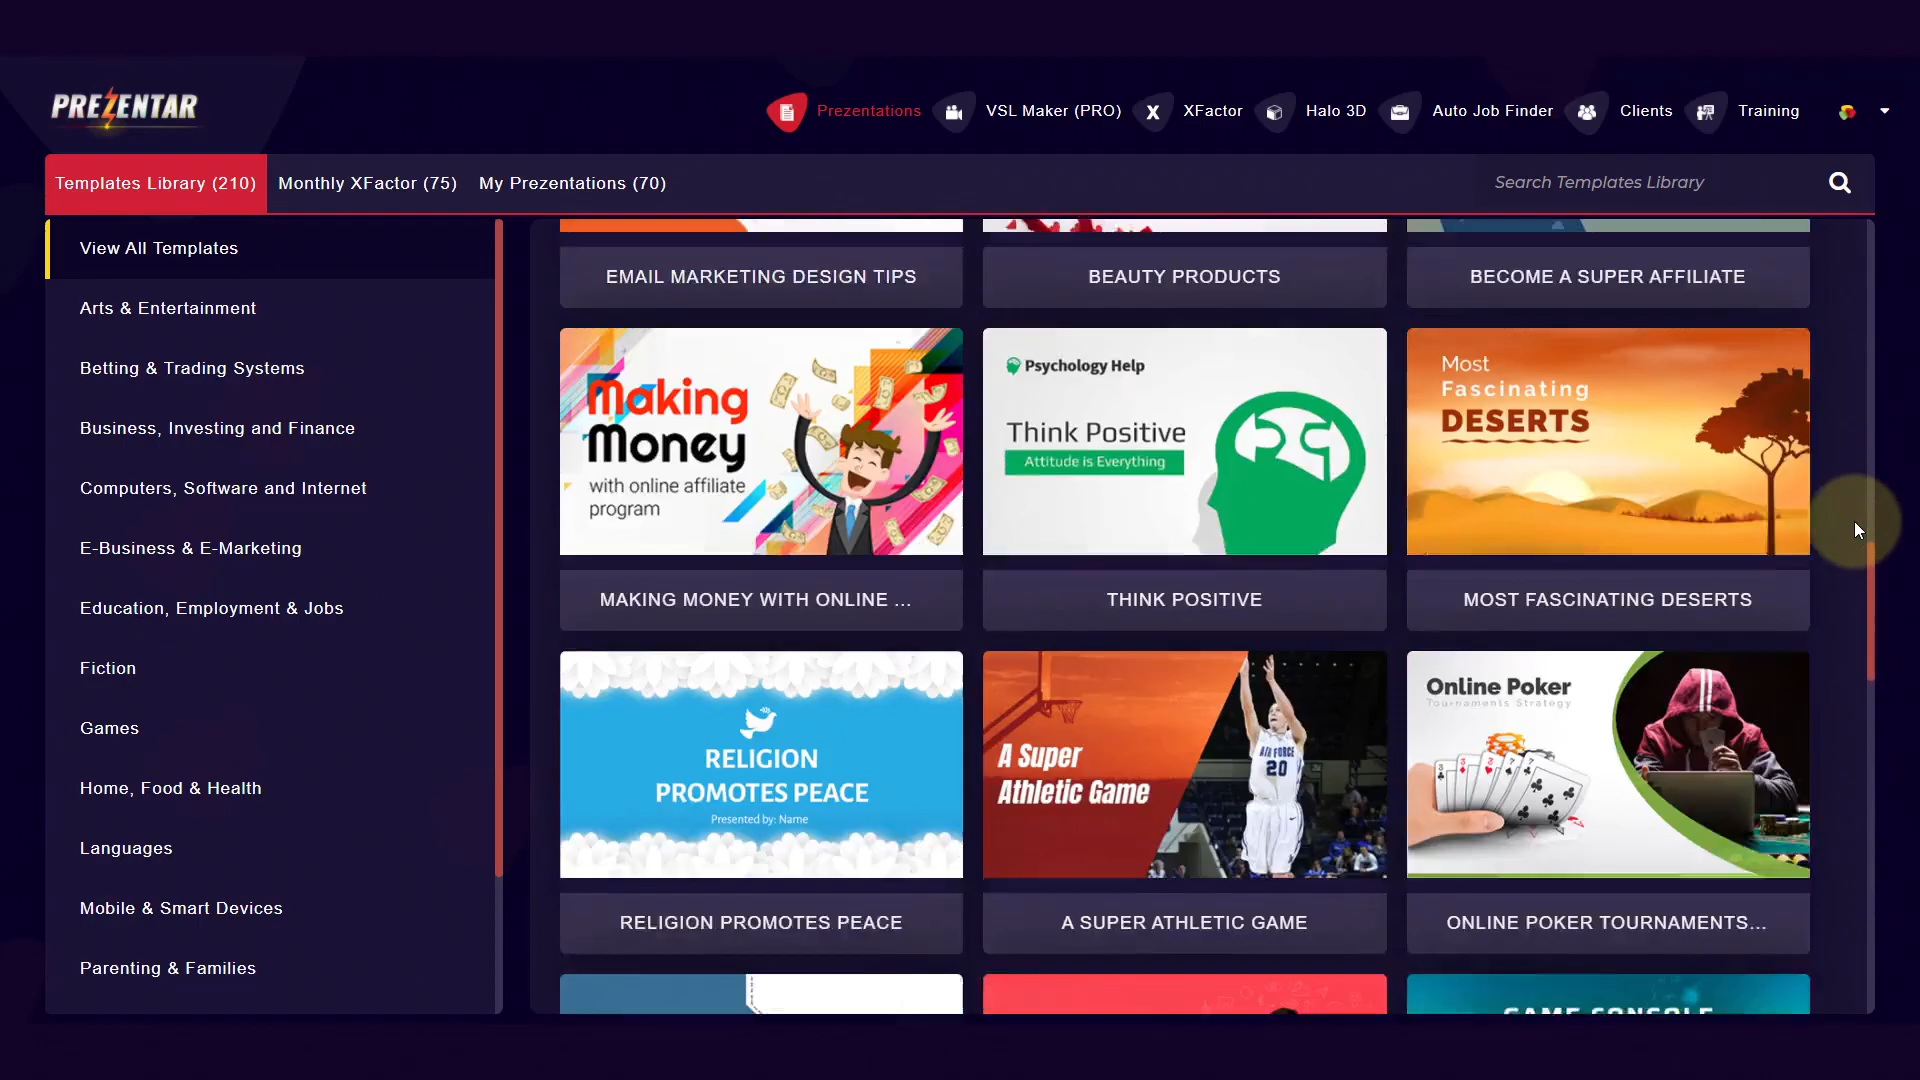 PREZENTAR
Prezentations
VSL Maker (PRO)
X
XFactor
Halo 3D
Auto Job Finder
Clients
Training
Templates Library (210)
Monthly XFactor (75)
My Prezentations (70)
Search Templates Library
View All Templates
Arts & Entertainment
Betting & Trading Systems
Business, Investing and Finance
Computers, Software and Internet
E-Business & E-Marketing
Education, Employment & Jobs
Fiction
Games
Home, Food & Health
Languages
Mobile & Smart Devices
Parenting & Families
EMAIL MARKETING DESIGN TIPS
BEAUTY PRODUCTS
BECOME A SUPER AFFILIATE
Making
Money
with online affiliate
program
MAKING MONEY WITH ONLINE ...
Psychology Help
Think Positive
Attitude is Everything
THINK POSITIVE
Most
Fascinating
DESERTS
MOST FASCINATING DESERTS
RELIGION
PROMOTES PEACE
Presented by: Name
RELIGION PROMOTES PEACE
A Super
Athletic Game
AIR FORCE
20
A SUPER ATHLETIC GAME
Online Poker
Tournaments Strategy
ONLINE POKER TOURNAMENTS...
GAME CONSOLE